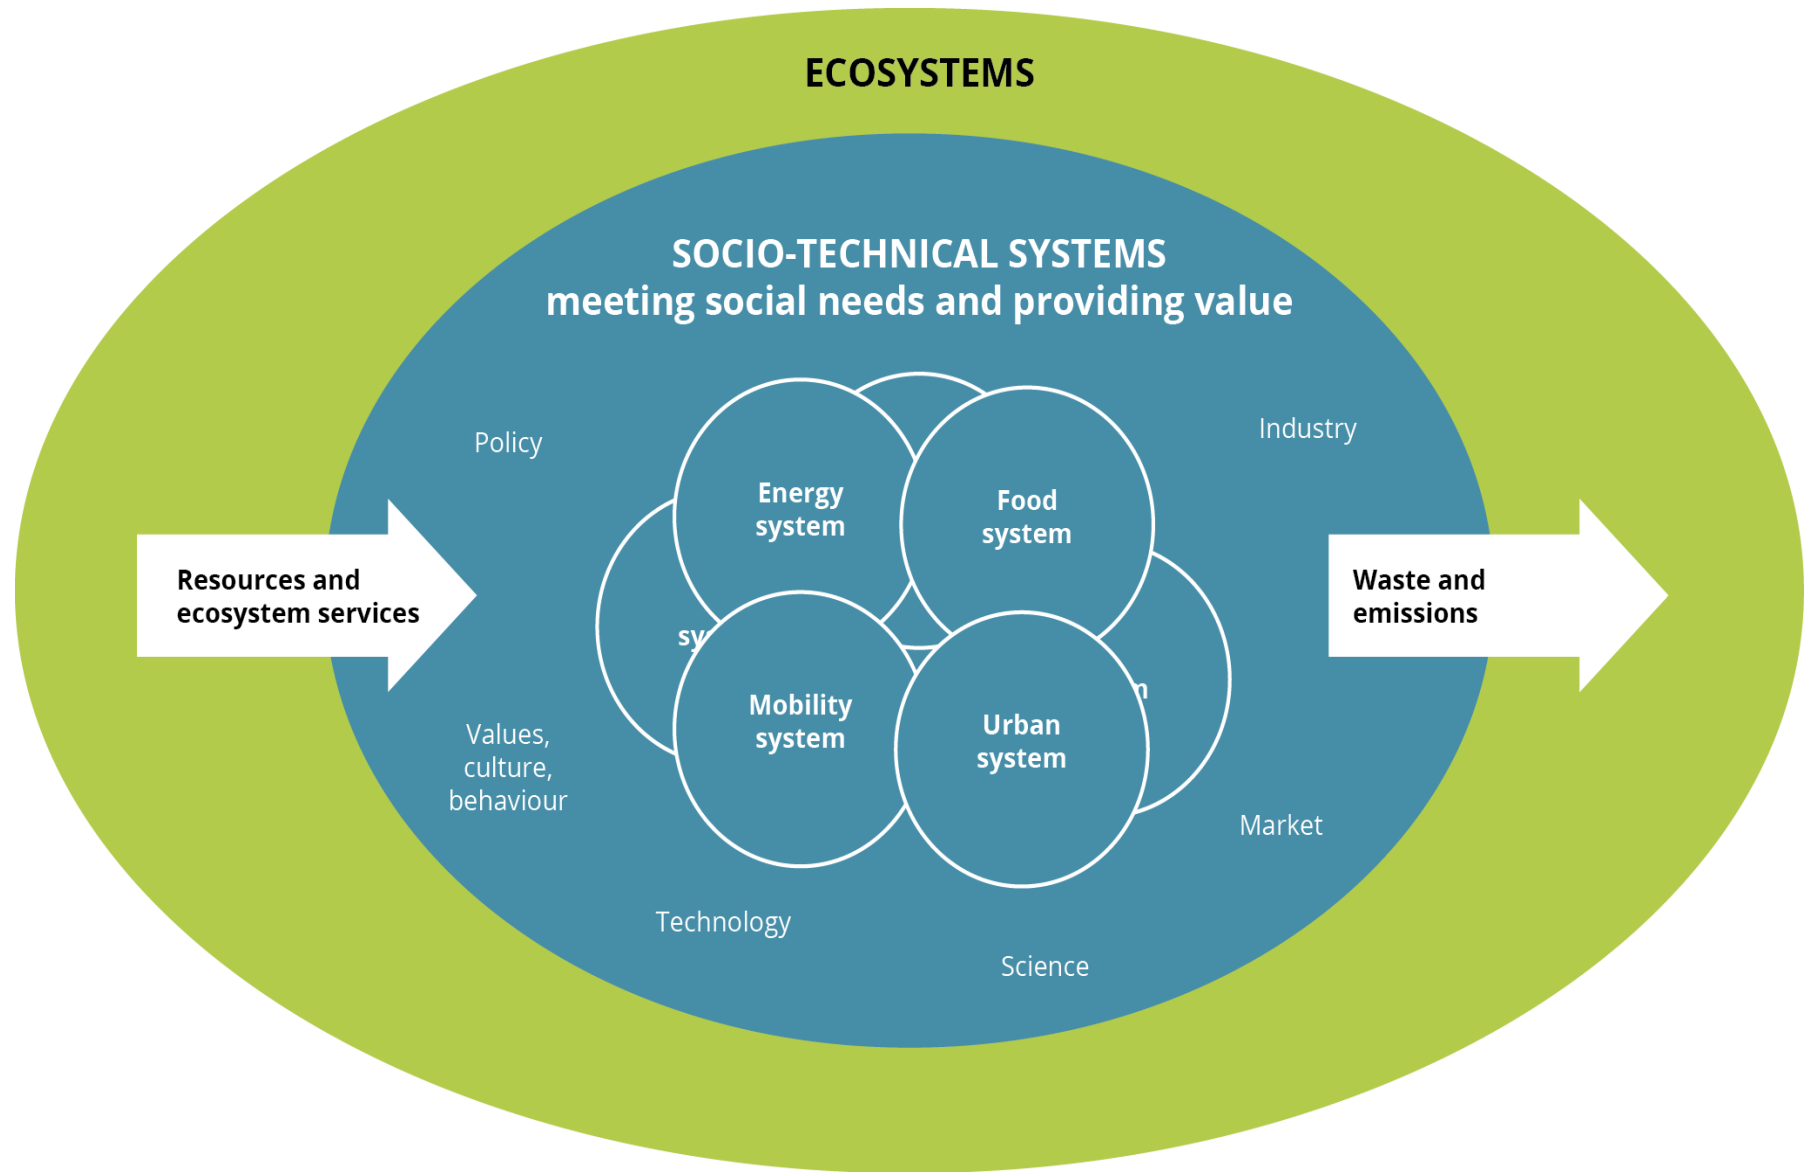 ECOSYSTEMS
SOCIO-TECHNICAL SYSTEMS
meeting social needs and providing value
Policy
Industry
Energy
system
Food
system
Resources and
ecosystem services
Waste and
emissions
Mobility
system
Urban
system
Values,
culture,
behaviour
Market
Technology
Science